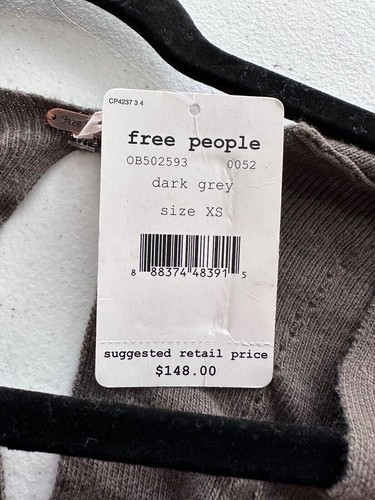 CP4237 3 4
free people
OB502593 0052
dark grey
size XS
8 88374 48391 5
suggested retail price
$148.00